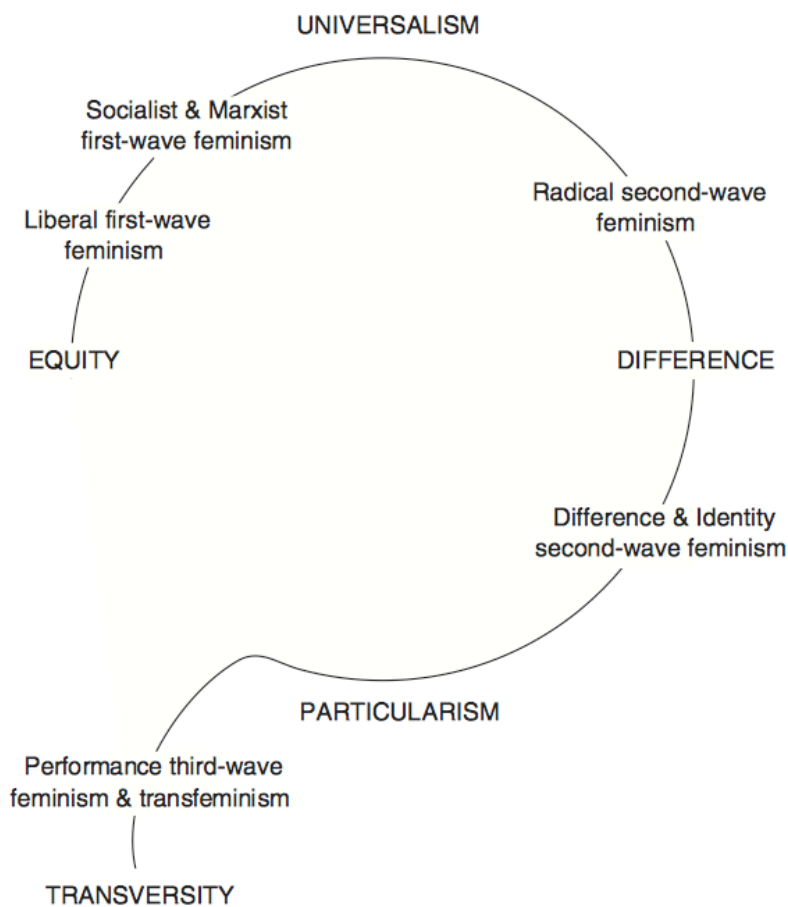 UNIVERSALISM
Socialist & Marxist
first-wave feminism
Radical second-wave
feminism
Liberal first-wave
feminism
EQUITY
DIFFERENCE
Difference & Identity
second-wave feminism
PARTICULARISM
Performance third-wave
feminism & transfeminism
TRANSVERSITY